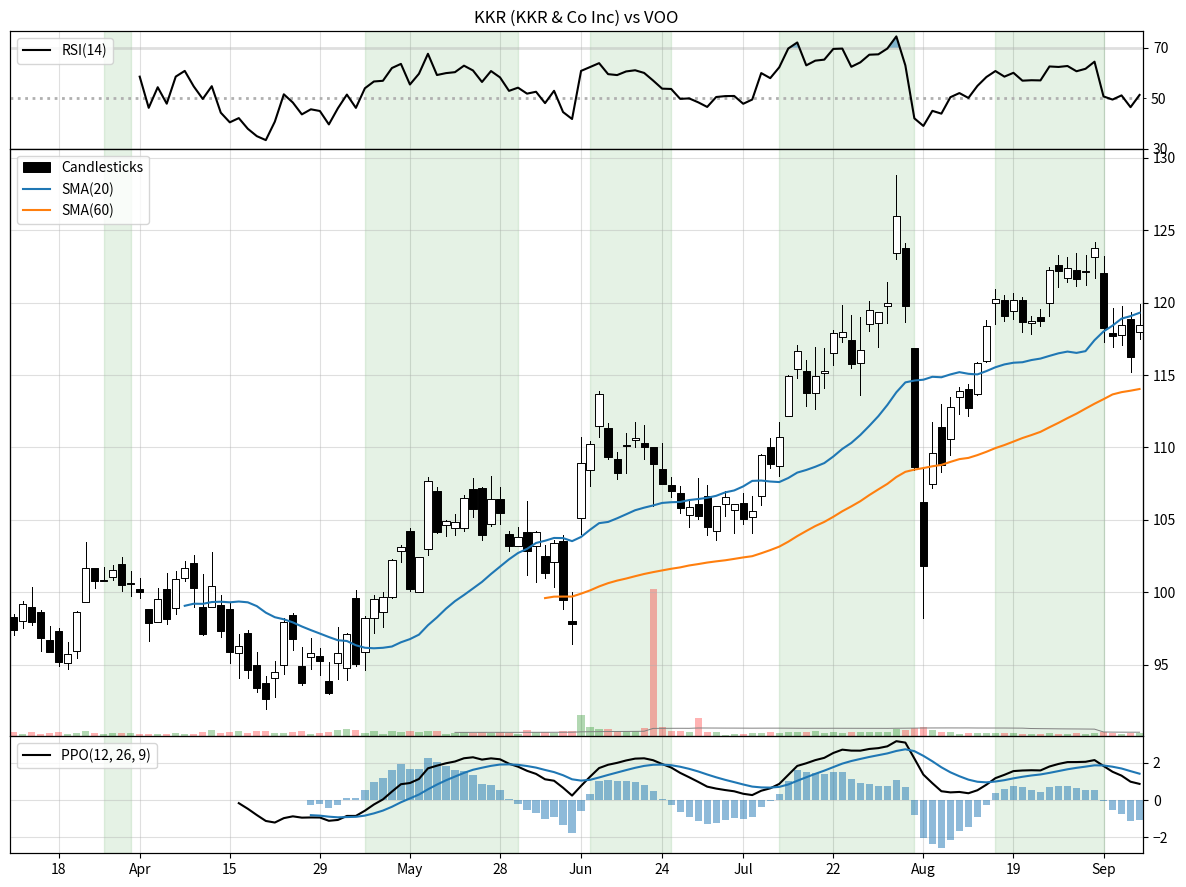 KKR (KKR & Co Inc) vs VOO
RSI(14)
70
50
30
Candlesticks
SMA(20)
SMA(60)
130
125
120
115
110
105
100
95
PPO(12, 26, 9)
2
0
−2
18 Apr 15 29 May 28 Jun 24 Jul 22 Aug 19 Sep